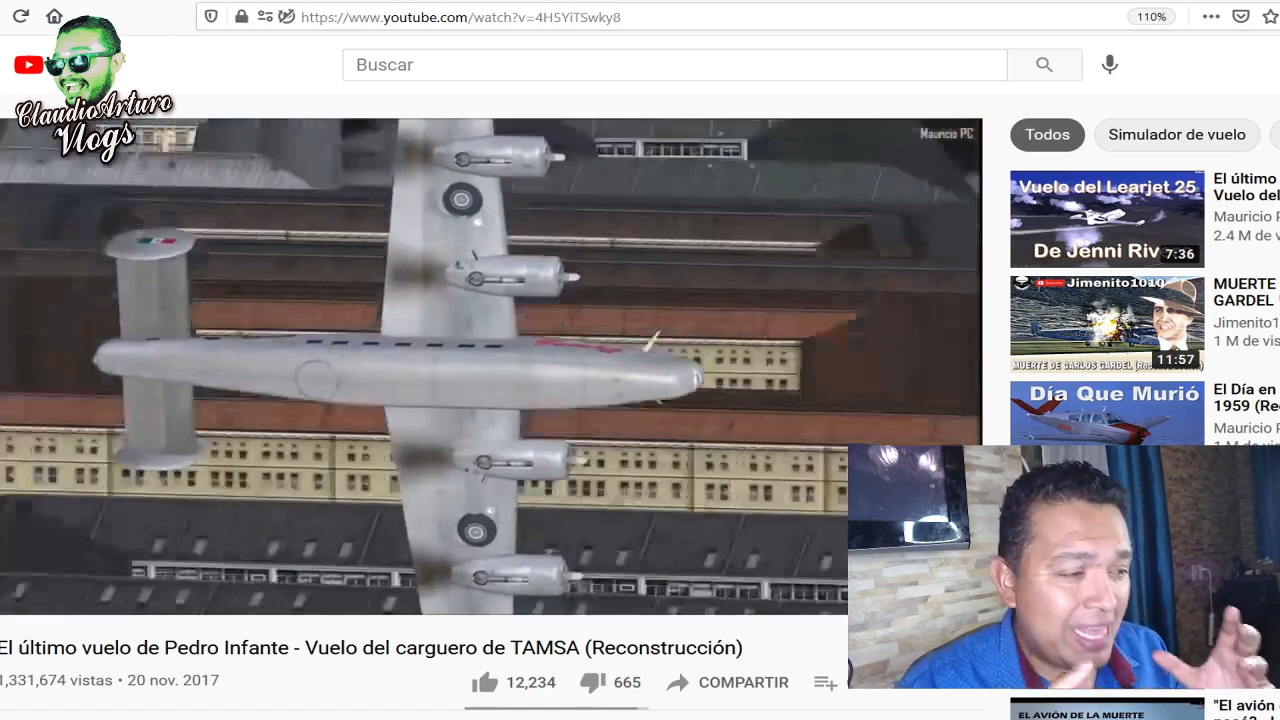 https://www.youtube.com/watch?v=4H5YiTSwky8
110%
ClaudioArturo
Vlogs
Buscar
Mauricio PC
Todos
Simulador de vuelo
Vuelo del Learjet 25
De Jenni Riv
7:36
El último
Vuelo del
Mauricio P
2.4 M de v
Jimenito1010
11:57
MUERTE DE CARLOS GARDEL
MUERTE
GARDEL
Jimenito1
1 M de vis
Día Que Murió
El Día en
1959 (Re
Mauricio P
El último vuelo de Pedro Infante - Vuelo del carguero de TAMSA (Reconstrucción)
1,331,674 vistas • 20 nov. 2017
12,234
665
COMPARTIR
EL AVIÓN DE LA MUERTE
"El avión